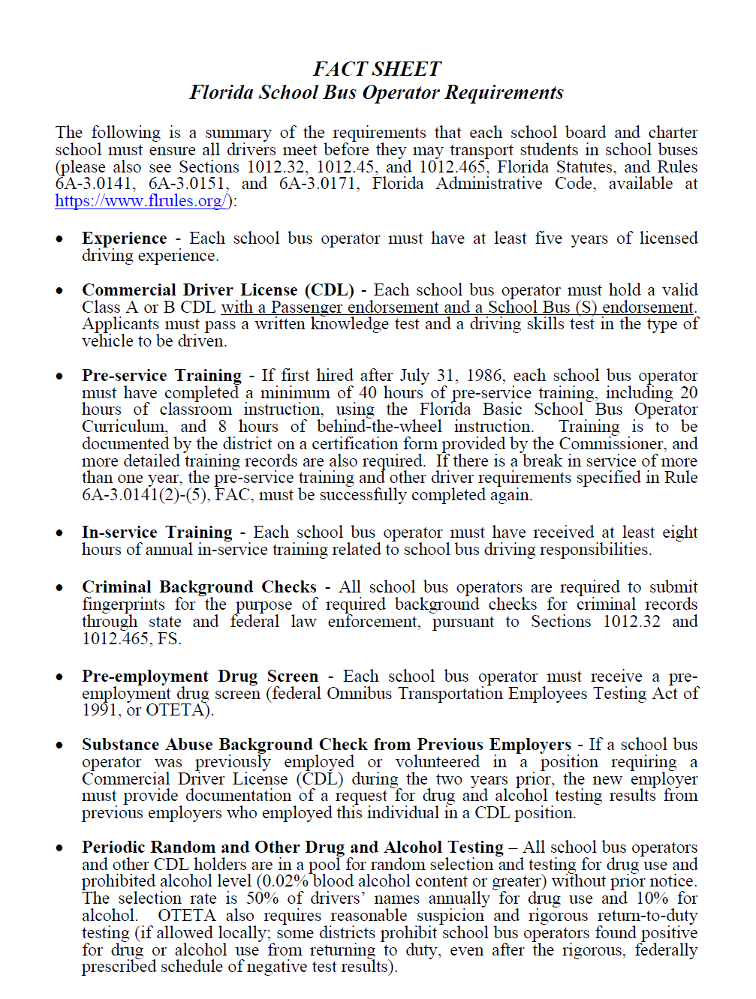 FACT SHEET
Florida School Bus Operator Requirements
The following is a summary of the requirements that each school board and charter
school must ensure all drivers meet before they may transport students in school buses
(please also see Sections 1012.32, 1012.45, and 1012.465, Florida Statutes, and Rules
6A-3.0141, 6A-3.0151, and 6A-3.0171, Florida Administrative Code, available at
https://www.flrules.org/):
• Experience - Each school bus operator must have at least five years of licensed
driving experience.
• Commercial Driver License (CDL) - Each school bus operator must hold a valid
Class A or B CDL with a Passenger endorsement and a School Bus (S) endorsement.
Applicants must pass a written knowledge test and a driving skills test in the type of
vehicle to be driven.
• Pre-service Training - If first hired after July 31, 1986, each school bus operator
must have completed a minimum of 40 hours of pre-service training, including 20
hours of classroom instruction, using the Florida Basic School Bus Operator
Curriculum, and 8 hours of behind-the-wheel instruction. Training is to be
documented by the district on a certification form provided by the Commissioner, and
more detailed training records are also required. If there is a break in service of more
than one year, the pre-service training and other driver requirements specified in Rule
6A-3.0141(2)-(5), FAC, must be successfully completed again.
• In-service Training - Each school bus operator must have received at least eight
hours of annual in-service training related to school bus driving responsibilities.
• Criminal Background Checks - All school bus operators are required to submit
fingerprints for the purpose of required background checks for criminal records
through state and federal law enforcement, pursuant to Sections 1012.32 and
1012.465, FS.
• Pre-employment Drug Screen - Each school bus operator must receive a pre-
employment drug screen (federal Omnibus Transportation Employees Testing Act of
1991, or OTETA).
• Substance Abuse Background Check from Previous Employers - If a school bus
operator was previously employed or volunteered in a position requiring a
Commercial Driver License (CDL) during the two years prior, the new employer
must provide documentation of a request for drug and alcohol testing results from
previous employers who employed this individual in a CDL position.
• Periodic Random and Other Drug and Alcohol Testing – All school bus operators
and other CDL holders are in a pool for random selection and testing for drug use and
prohibited alcohol level (0.02% blood alcohol content or greater) without prior notice.
The selection rate is 50% of drivers’ names annually for drug use and 10% for
alcohol. OTETA also requires reasonable suspicion and rigorous return-to-duty
testing (if allowed locally; some districts prohibit school bus operators found positive
for drug or alcohol use from returning to duty, even after the rigorous, federally
prescribed schedule of negative test results).